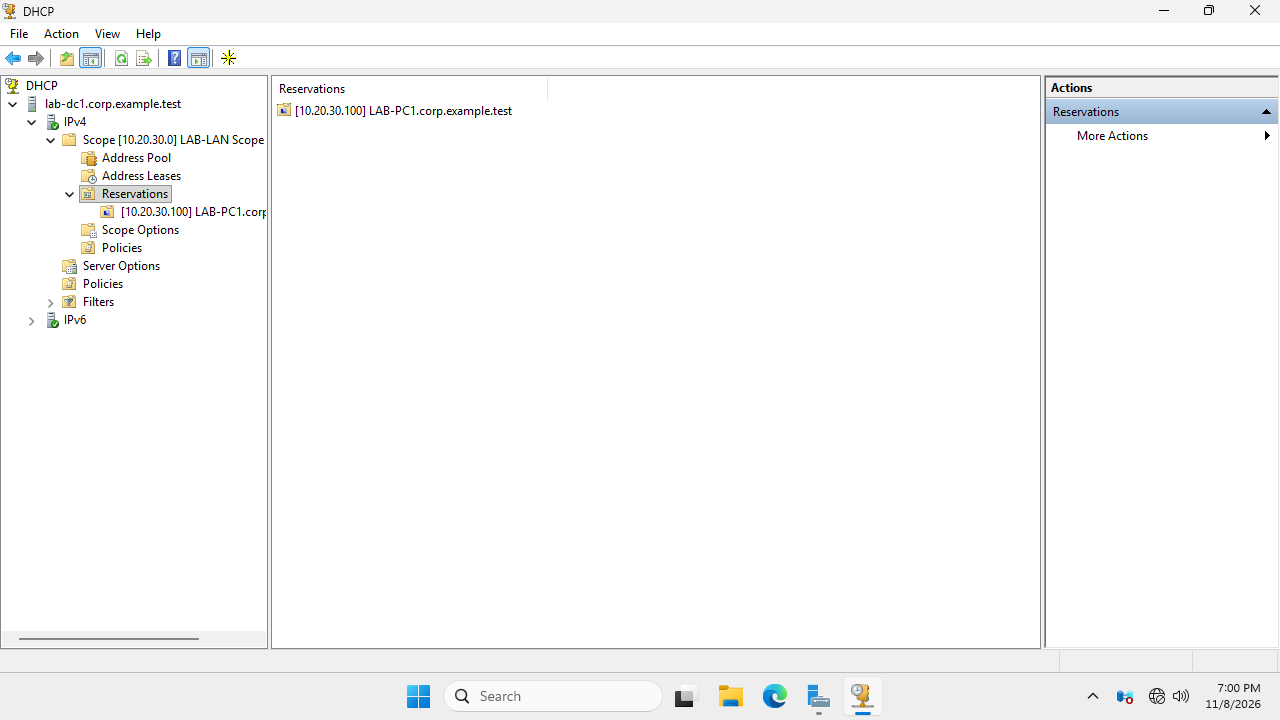 DHCP
File Action View Help
DHCP
lab-dc1.corp.example.test
IPv4
Scope [10.20.30.0] LAB-LAN Scope
Address Pool
Address Leases
Reservations
[10.20.30.100] LAB-PC1.corp
Scope Options
Policies
Server Options
Policies
Filters
IPv6
Reservations
[10.20.30.100] LAB-PC1.corp.example.test
Actions
Reservations
More Actions
Search
7:00 PM
11/8/2026